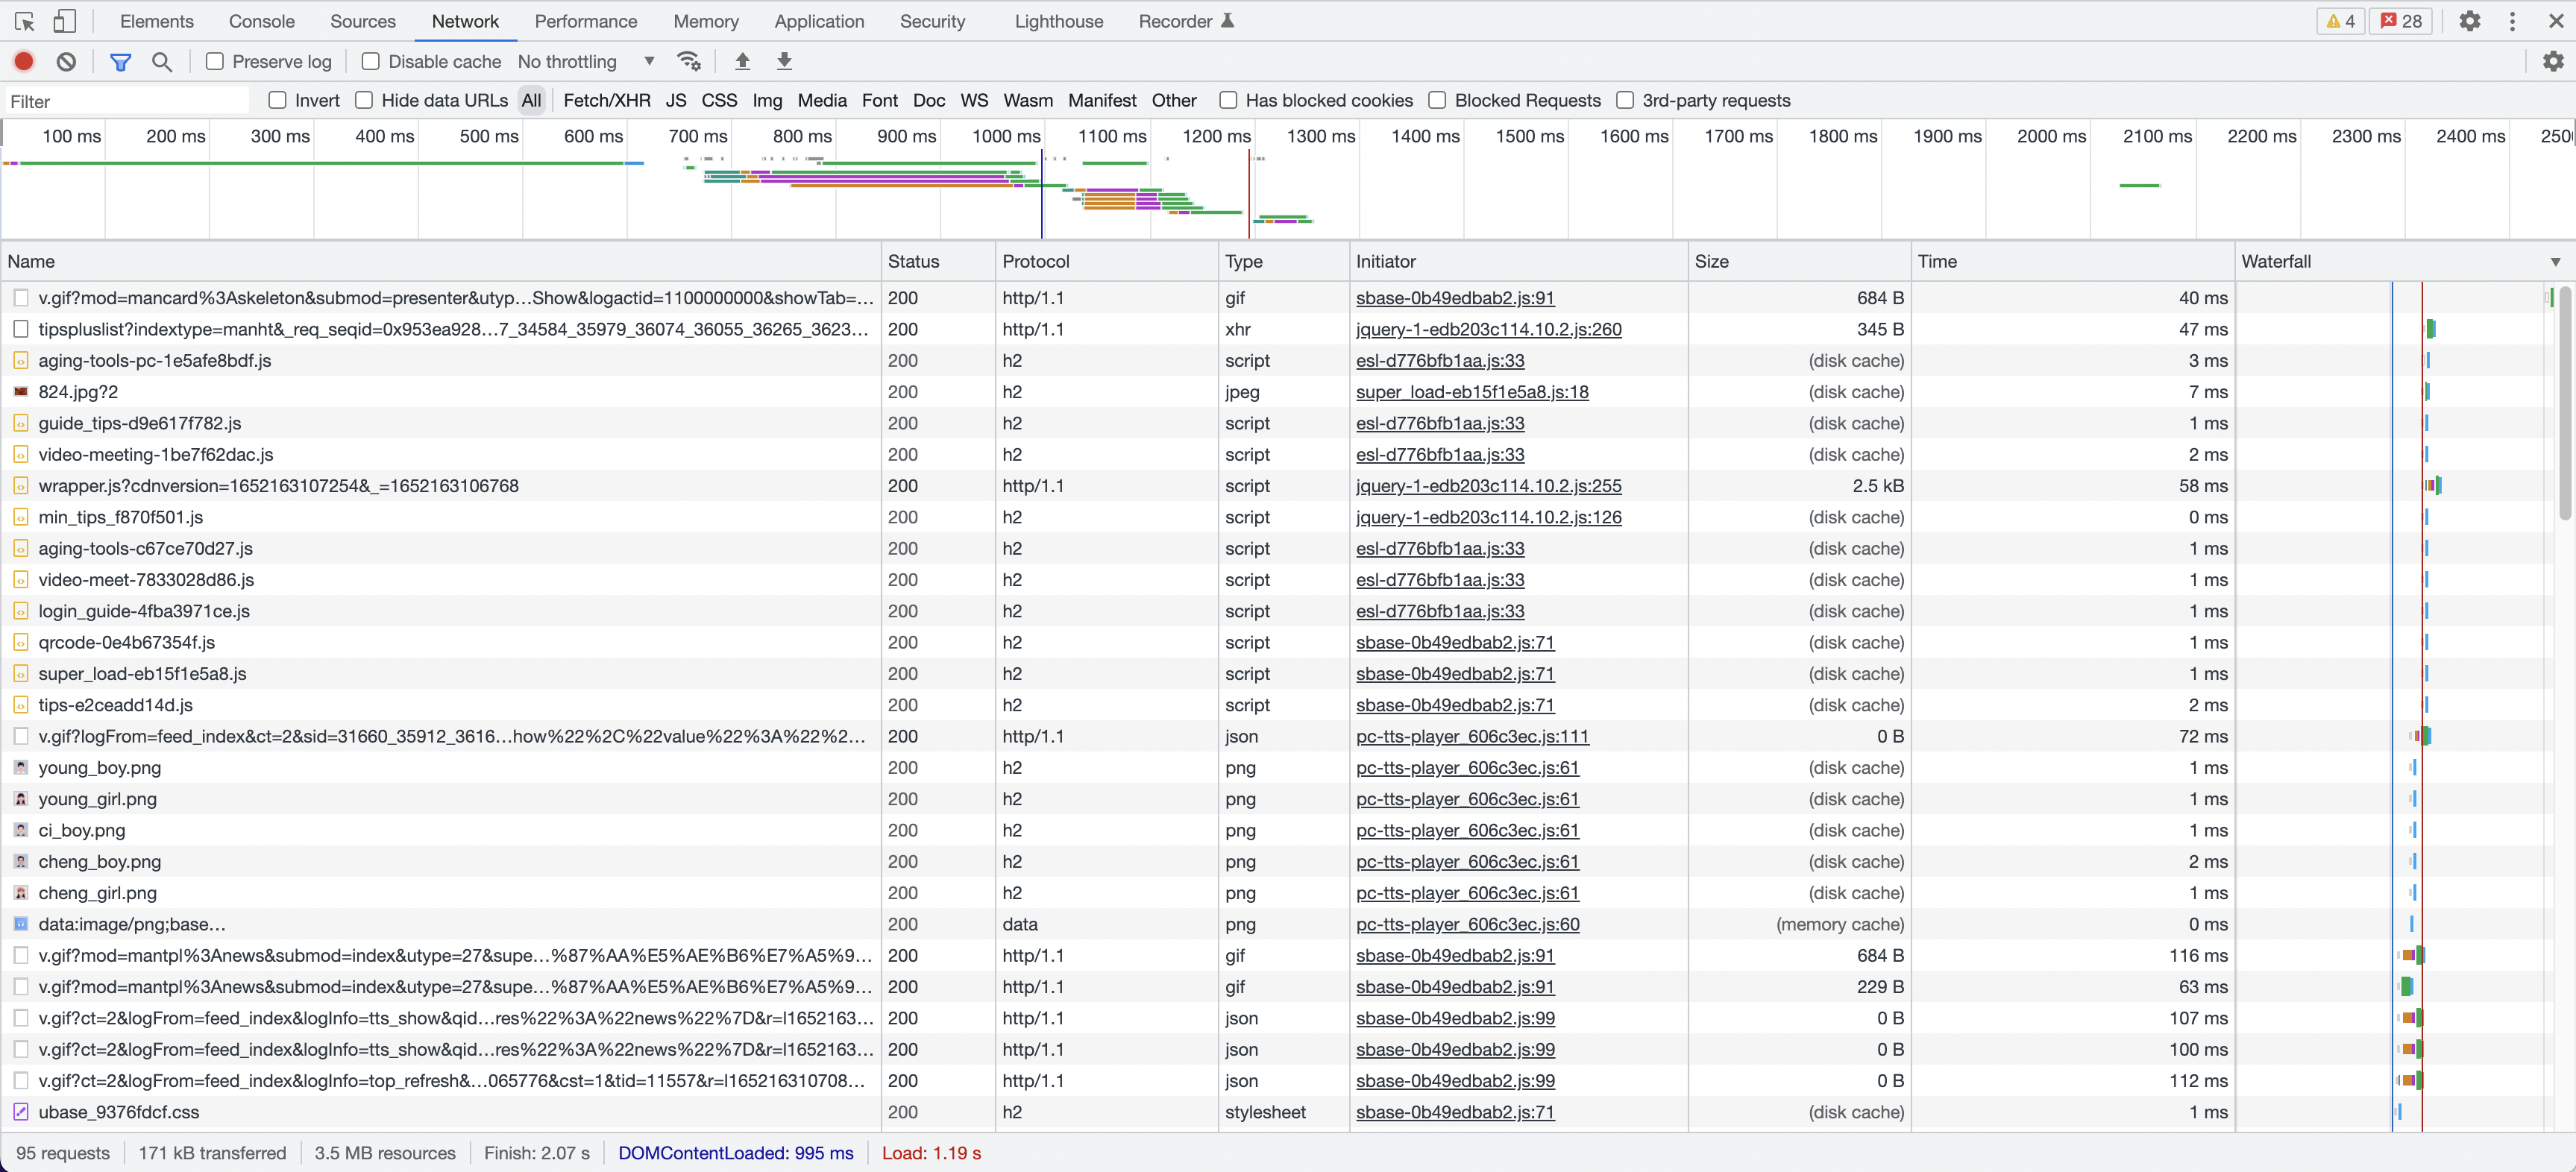 Elements Console Sources Network Performance Memory Application Security Lighthouse Recorder 4 28
Preserve log Disable cache No throttling
Filter Invert Hide data URLs All Fetch/XHR JS CSS Img Media Font Doc WS Wasm Manifest Other Has blocked cookies Blocked Requests 3rd-party requests
100 ms 200 ms 300 ms 400 ms 500 ms 600 ms 700 ms 800 ms 900 ms 1000 ms 1100 ms 1200 ms 1300 ms 1400 ms 1500 ms 1600 ms 1700 ms 1800 ms 1900 ms 2000 ms 2100 ms 2200 ms 2300 ms 2400 ms 250
Name Status Protocol Type Initiator Size Time Waterfall
v.gif?mod=mancard%3Askeleton&submod=presenter&utyp…Show&logactid=1100000000&showTab=… 200 http/1.1 gif sbase-0b49edbab2.js:91 684 B 40 ms
tipspluslist?indextype=manht&_req_seqid=0x953ea928…7_34584_35979_36074_36055_36265_3623… 200 http/1.1 xhr jquery-1-edb203c114.10.2.js:260 345 B 47 ms
aging-tools-pc-1e5afe8bdf.js 200 h2 script esl-d776bfb1aa.js:33 (disk cache) 3 ms
824.jpg?2 200 h2 jpeg super_load-eb15f1e5a8.js:18 (disk cache) 7 ms
guide_tips-d9e617f782.js 200 h2 script esl-d776bfb1aa.js:33 (disk cache) 1 ms
video-meeting-1be7f62dac.js 200 h2 script esl-d776bfb1aa.js:33 (disk cache) 2 ms
wrapper.js?cdnversion=1652163107254&_=1652163106768 200 http/1.1 script jquery-1-edb203c114.10.2.js:255 2.5 kB 58 ms
min_tips_f870f501.js 200 h2 script jquery-1-edb203c114.10.2.js:126 (disk cache) 0 ms
aging-tools-c67ce70d27.js 200 h2 script esl-d776bfb1aa.js:33 (disk cache) 1 ms
video-meet-7833028d86.js 200 h2 script esl-d776bfb1aa.js:33 (disk cache) 1 ms
login_guide-4fba3971ce.js 200 h2 script esl-d776bfb1aa.js:33 (disk cache) 1 ms
qrcode-0e4b67354f.js 200 h2 script sbase-0b49edbab2.js:71 (disk cache) 1 ms
super_load-eb15f1e5a8.js 200 h2 script sbase-0b49edbab2.js:71 (disk cache) 1 ms
tips-e2ceadd14d.js 200 h2 script sbase-0b49edbab2.js:71 (disk cache) 2 ms
v.gif?logFrom=feed_index&ct=2&sid=31660_35912_3616…how%22%2C%22value%22%3A%22%2… 200 http/1.1 json pc-tts-player_606c3ec.js:111 0 B 72 ms
young_boy.png 200 h2 png pc-tts-player_606c3ec.js:61 (disk cache) 1 ms
young_girl.png 200 h2 png pc-tts-player_606c3ec.js:61 (disk cache) 1 ms
ci_boy.png 200 h2 png pc-tts-player_606c3ec.js:61 (disk cache) 1 ms
cheng_boy.png 200 h2 png pc-tts-player_606c3ec.js:61 (disk cache) 2 ms
cheng_girl.png 200 h2 png pc-tts-player_606c3ec.js:61 (disk cache) 1 ms
data:image/png;base… 200 data png pc-tts-player_606c3ec.js:60 (memory cache) 0 ms
v.gif?mod=mantpl%3Anews&submod=index&utype=27&supe…%87%AA%E5%AE%B6%E7%A5%9… 200 http/1.1 gif sbase-0b49edbab2.js:91 684 B 116 ms
v.gif?mod=mantpl%3Anews&submod=index&utype=27&supe…%87%AA%E5%AE%B6%E7%A5%9… 200 http/1.1 gif sbase-0b49edbab2.js:91 229 B 63 ms
v.gif?ct=2&logFrom=feed_index&logInfo=tts_show&qid…res%22%3A%22news%22%7D&r=l1652163… 200 http/1.1 json sbase-0b49edbab2.js:99 0 B 107 ms
v.gif?ct=2&logFrom=feed_index&logInfo=tts_show&qid…res%22%3A%22news%22%7D&r=l1652163… 200 http/1.1 json sbase-0b49edbab2.js:99 0 B 100 ms
v.gif?ct=2&logFrom=feed_index&logInfo=top_refresh&…065776&cst=1&tid=11557&r=l165216310708… 200 http/1.1 json sbase-0b49edbab2.js:99 0 B 112 ms
ubase_9376fdcf.css 200 h2 stylesheet sbase-0b49edbab2.js:71 (disk cache) 1 ms
95 requests 171 kB transferred 3.5 MB resources Finish: 2.07 s DOMContentLoaded: 995 ms Load: 1.19 s